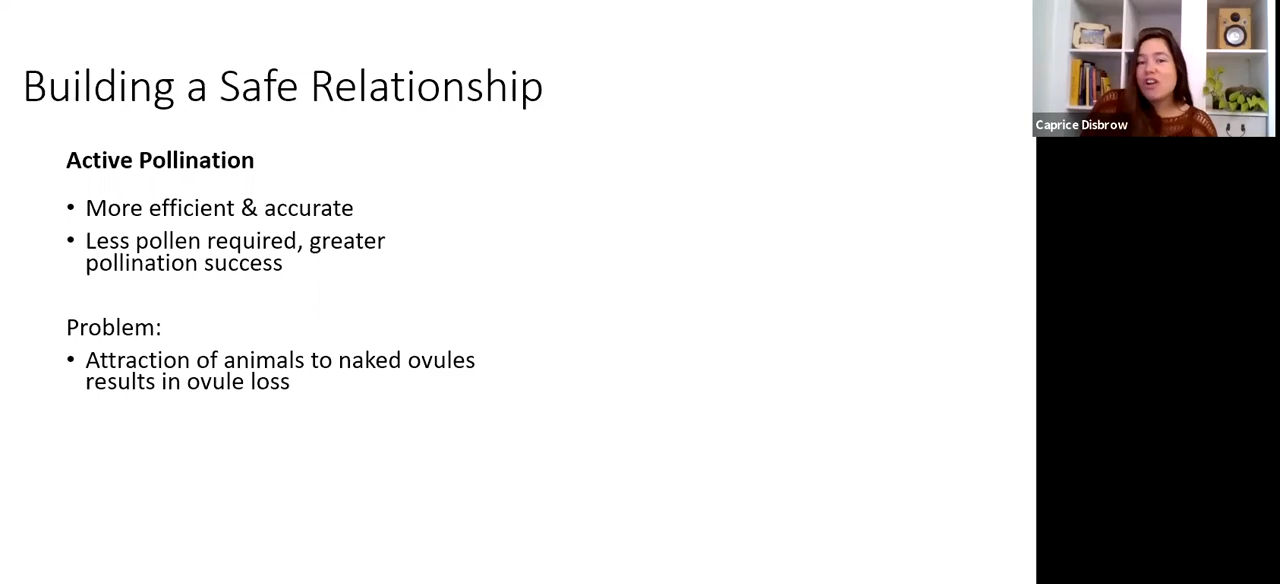 Building a Safe Relationship
Active Pollination
• More efficient & accurate
• Less pollen required, greater
pollination success
Problem:
• Attraction of animals to naked ovules
results in ovule loss
Caprice Disbrow